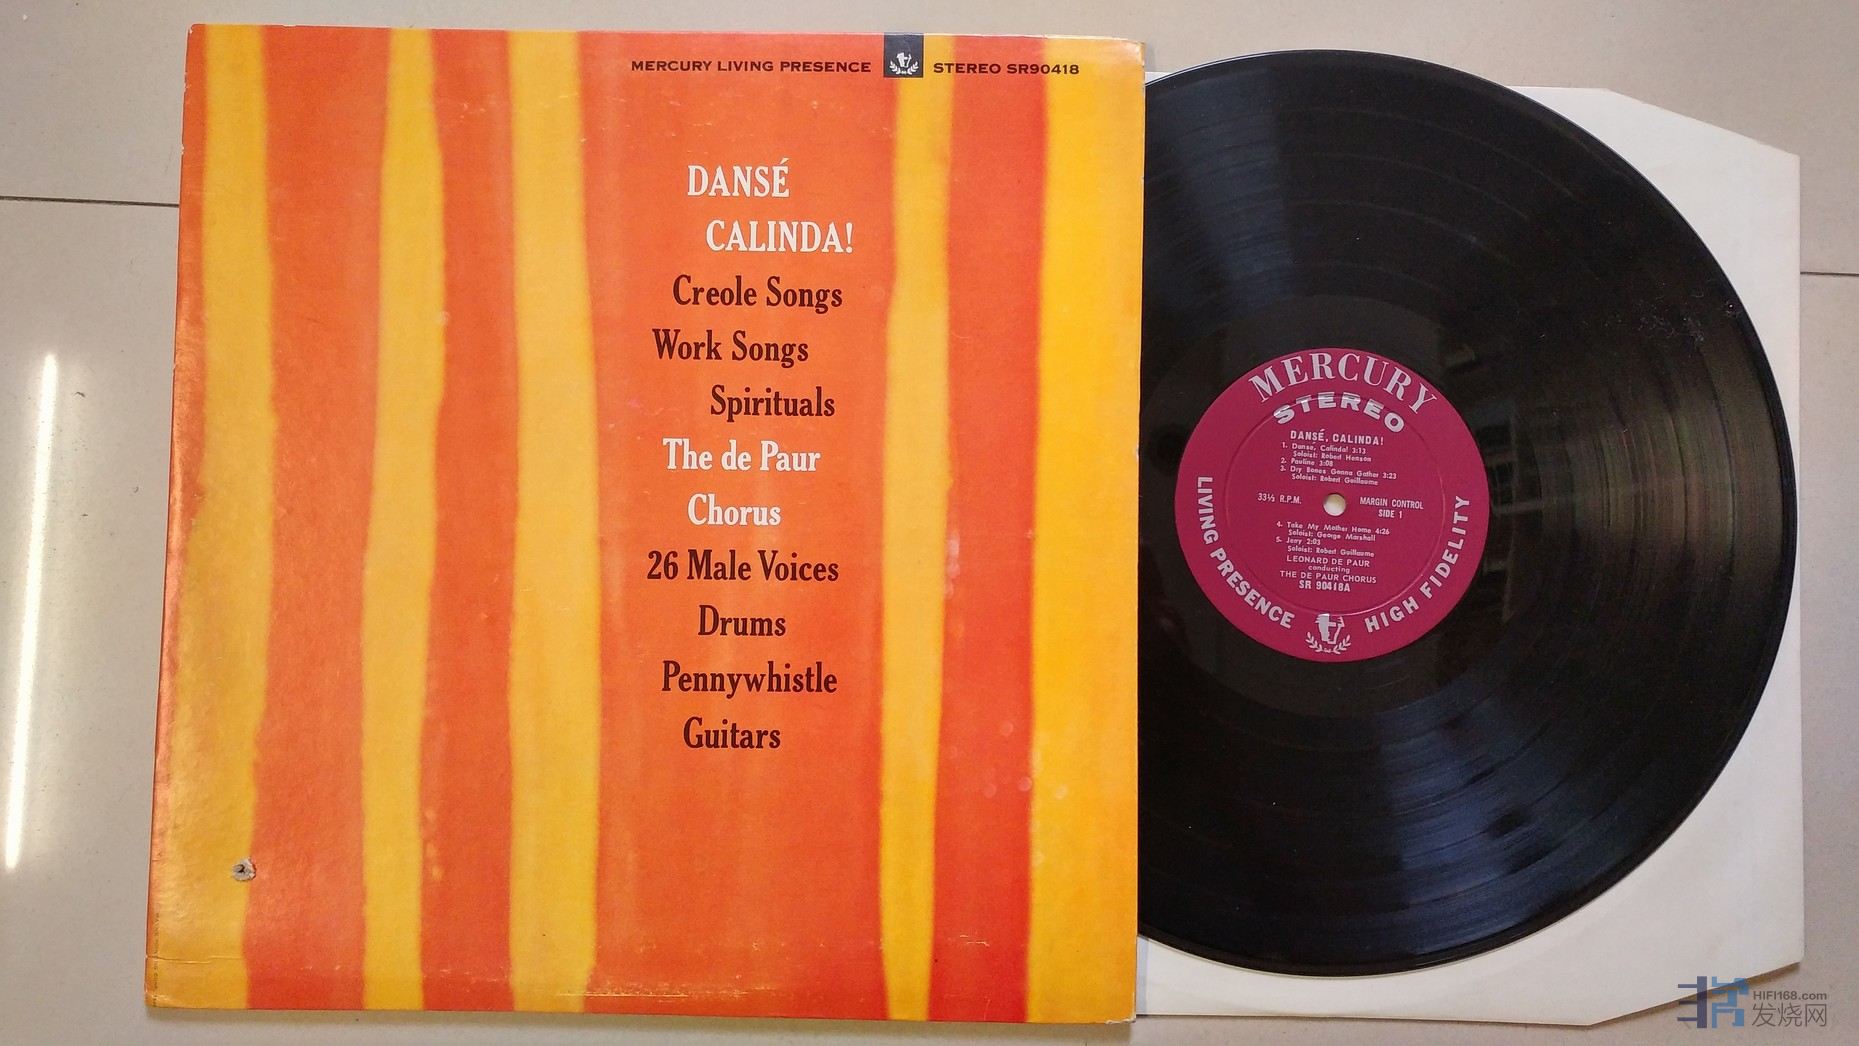 MERCURY LIVING PRESENCE STEREO SR90418
DANSÉ
CALINDA!
Creole Songs
Work Songs
Spirituals
The de Paur
Chorus
26 Male Voices
Drums
Pennywhistle
Guitars
MERCURY
STEREO
DANSÉ, CALINDA!
1. Dansé, Calinda! 3:13
Soloist: Robert Henson
2. Pauline 3:08
3. Dry Bones Gonna Gather 3:23
Soloist: Robert Guillaume
33⅓ R.P.M.
MARGIN CONTROL
SIDE 1
4. Take My Mother Home 4:26
Soloist: George Marshall
5. Jerry 2:03
Soloist: Robert Guillaume
LEONARD DE PAUR
conducting
THE DE PAUR CHORUS
SR 90418A
LIVING PRESENCE
HIGH FIDELITY
HIFI168.com
发烧网